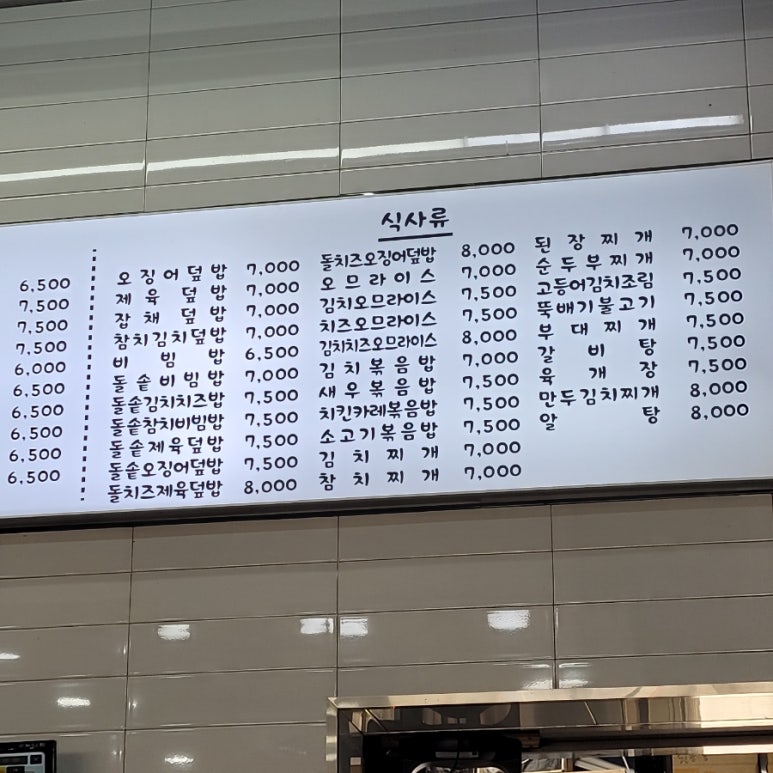 식사류
6,500
7,500
7,500
7,500
6,000
6,500
6,500
6,500
6,500
6,500
오징어덮밥 7,000
제육덮밥 7,000
잡채덮밥 7,000
참치김치덮밥 7,000
비빔밥 6,500
돌솥비빔밥 7,000
돌솥김치치즈밥 7,500
돌솥참치비빔밥 7,500
돌솥제육덮밥 7,500
돌솥오징어덮밥 7,500
돌치즈제육덮밥 8,000
돌치즈오징어덮밥 8,000
오므라이스 7,000
김치오므라이스 7,500
치즈오므라이스 7,500
김치치즈오므라이스 8,000
김치볶음밥 7,000
새우볶음밥 7,500
치킨카레볶음밥 7,500
소고기볶음밥 7,500
김치찌개 7,000
참치찌개 7,000
된장찌개 7,000
순두부찌개 7,000
고등어김치조림 7,500
뚝배기불고기 7,500
부대찌개 7,500
갈비탕 7,500
육개장 7,500
만두김치찌개 8,000
알탕 8,000